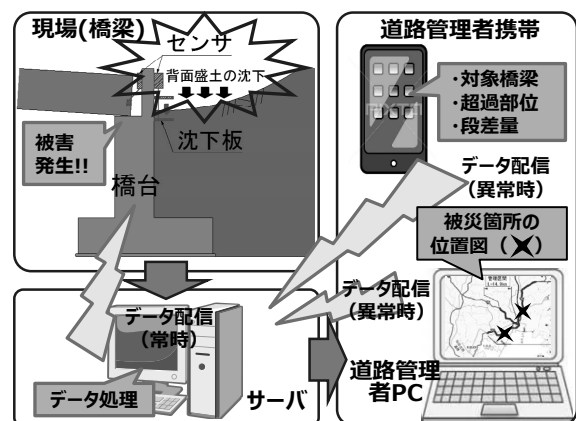 現場(橋梁)
センサ
背面盛土の沈下
被害
発生!!
沈下板
橋台
データ配信
(常時)
データ処理
サーバ
道路管理者携帯
・対象橋梁
・超過部位
・段差量
データ配信
(異常時)
被災箇所の
位置図(✖)
データ配信
(異常時)
道路管理
者PC